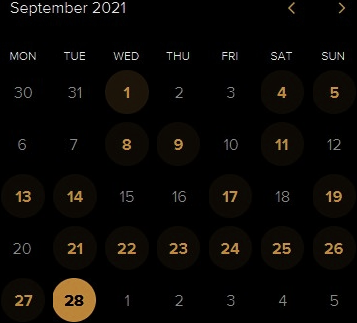 September 2021
MON TUE WED THU FRI SAT SUN
30 31 1 2 3 4 5
6 7 8 9 10 11 12
13 14 15 16 17 18 19
20 21 22 23 24 25 26
27 28 1 2 3 4 5